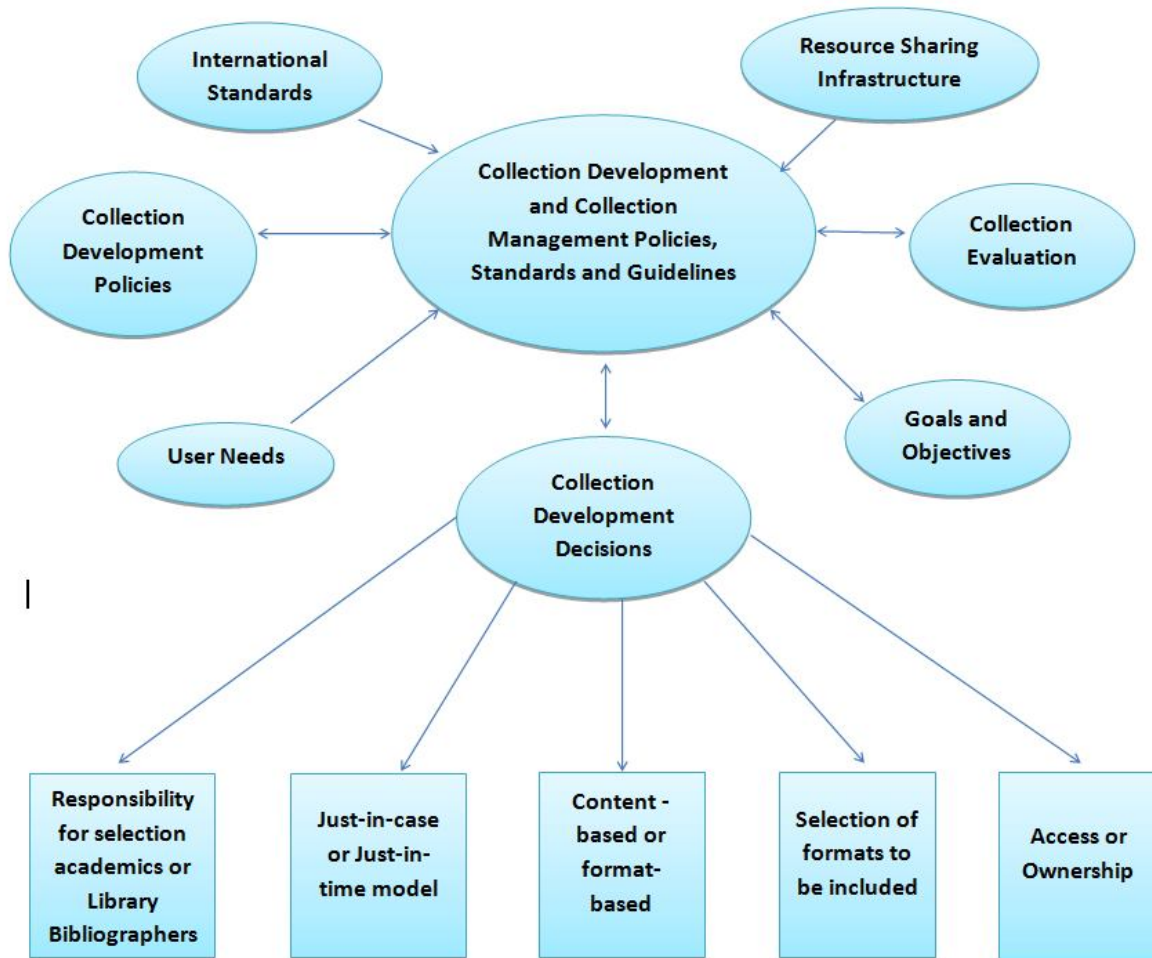 International
Standards
Resource Sharing
Infrastructure
Collection Development
and Collection
Management Policies,
Standards and Guidelines
Collection
Development
Policies
Collection
Evaluation
User Needs
Goals and
Objectives
Collection
Development
Decisions
Responsibility
for selection
academics or
Library
Bibliographers
Just-in-case
or Just-in-
time model
Content -
based or
format-
based
Selection of
formats to
be included
Access or
Ownership